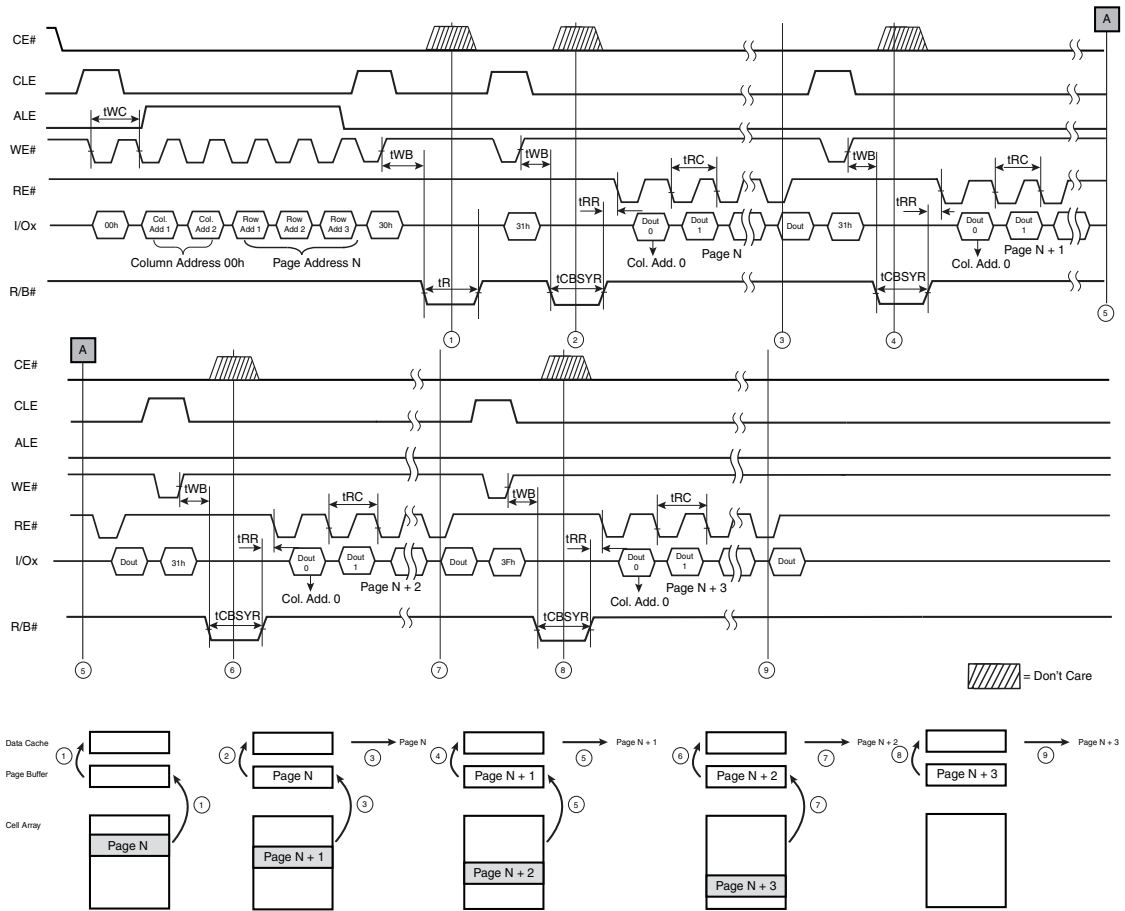 A
CE#
CLE
ALE
tWC
WE#
tWB
tWB
tRC
tWB
tRC
RE#
tRR
tRR
I/Ox
00h
Col. Add 1
Col. Add 2
Row Add 1
Row Add 2
Row Add 3
30h
31h
Dout 0
Dout 1
Dout
31h
Dout 0
Dout 1
Column Address 00h
Page Address N
Col. Add. 0
Page N
Col. Add. 0
Page N + 1
R/B#
tR
tCBSYR
tCBSYR
1
2
3
4
5
A
CE#
CLE
ALE
WE#
tWB
tRC
tWB
tRC
RE#
tRR
tRR
I/Ox
Dout
31h
Dout 0
Dout 1
Dout
3Fh
Dout 0
Dout 1
Dout
Page N + 2
Col. Add. 0
Page N + 3
Col. Add. 0
R/B#
tCBSYR
tCBSYR
5
6
7
8
9
= Don't Care
Data Cache
1
2
3
Page N
4
5
Page N + 1
6
7
Page N + 2
8
9
Page N + 3
Page Buffer
Page N
Page N + 1
Page N + 2
Page N + 3
1
3
5
7
Cell Array
Page N
Page N + 1
Page N + 2
Page N + 3